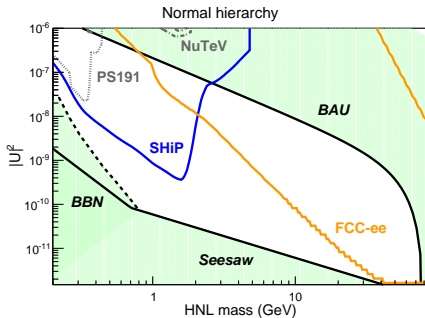 Normal hierarchy
|U|²
10⁻⁶
10⁻⁷
10⁻⁸
10⁻⁹
10⁻¹⁰
10⁻¹¹
NuTeV
PS191
BAU
SHiP
BBN
FCC-ee
Seesaw
1
10
HNL mass (GeV)